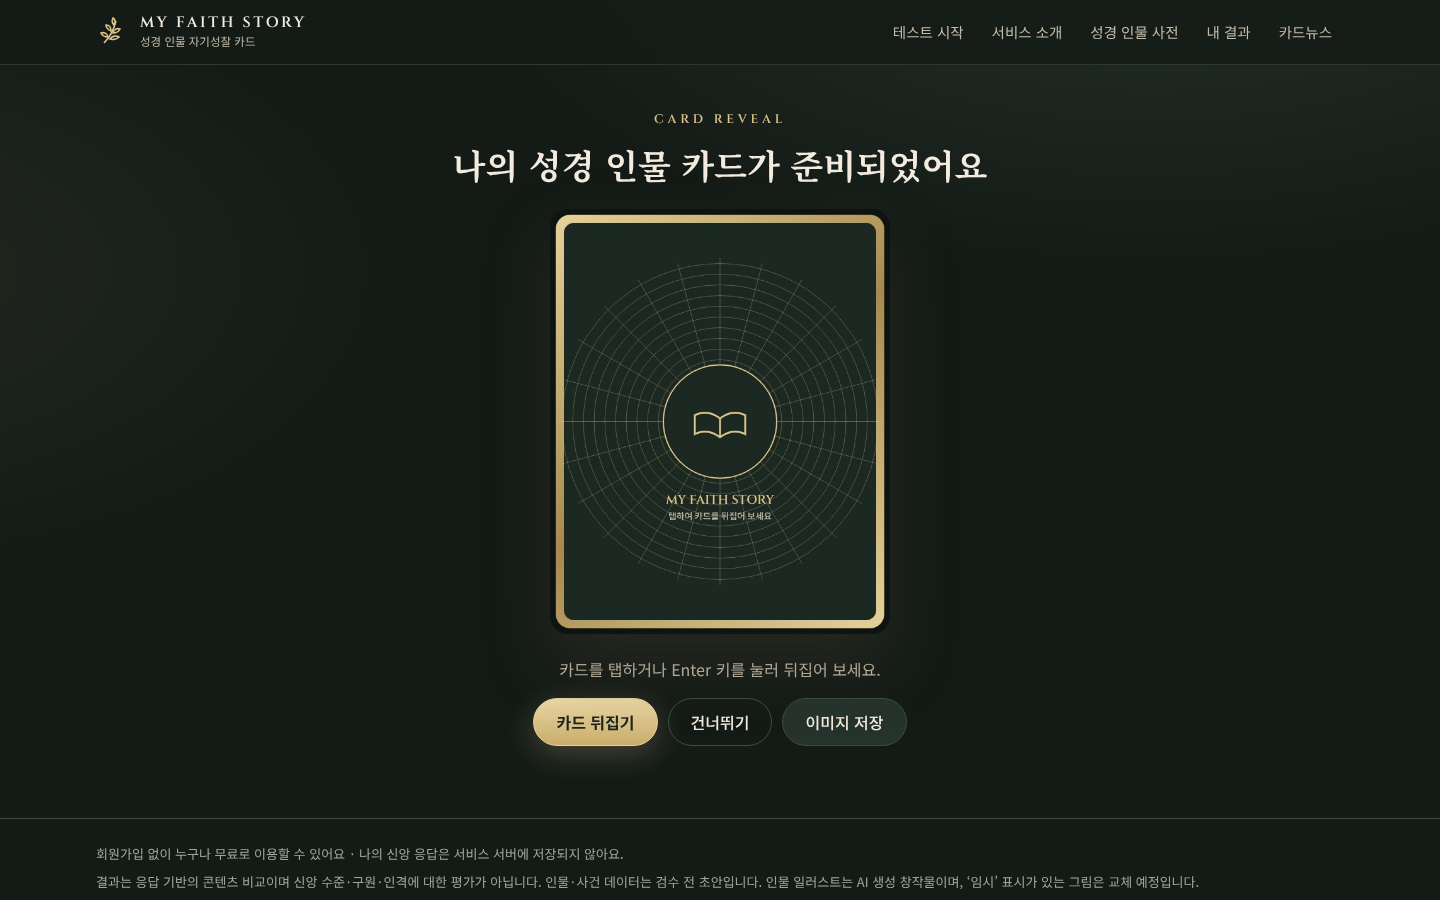 MY FAITH STORY
성경 인물 자기성찰 카드
테스트 시작 서비스 소개 성경 인물 사전 내 결과 카드뉴스
CARD REVEAL
나의 성경 인물 카드가 준비되었어요
MY FAITH STORY
탭하여 카드를 뒤집어 보세요
카드를 탭하거나 Enter 키를 눌러 뒤집어 보세요.
카드 뒤집기 건너뛰기 이미지 저장
회원가입 없이 누구나 무료로 이용할 수 있어요 · 나의 신앙 응답은 서비스 서버에 저장되지 않아요.
결과는 응답 기반의 콘텐츠 비교이며 신앙 수준·구원·인격에 대한 평가가 아닙니다. 인물·사건 데이터는 검수 전 초안입니다. 인물 일러스트는 AI 생성 창작물이며, ‘임시’ 표시가 있는 그림은 교체 예정입니다.